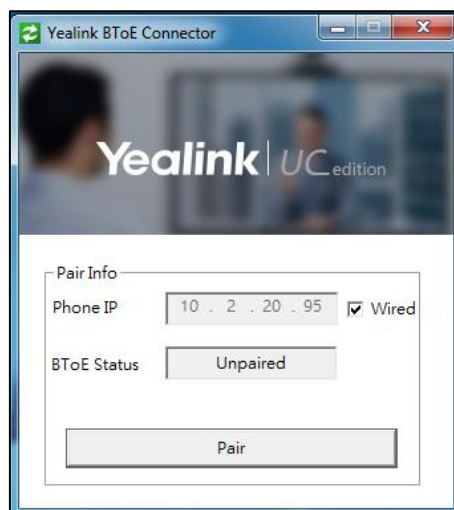 Yealink BToE Connector
Yealink | UC edition
Pair Info
Phone IP 10 . 2 . 20 . 95 Wired
BToE Status Unpaired
Pair